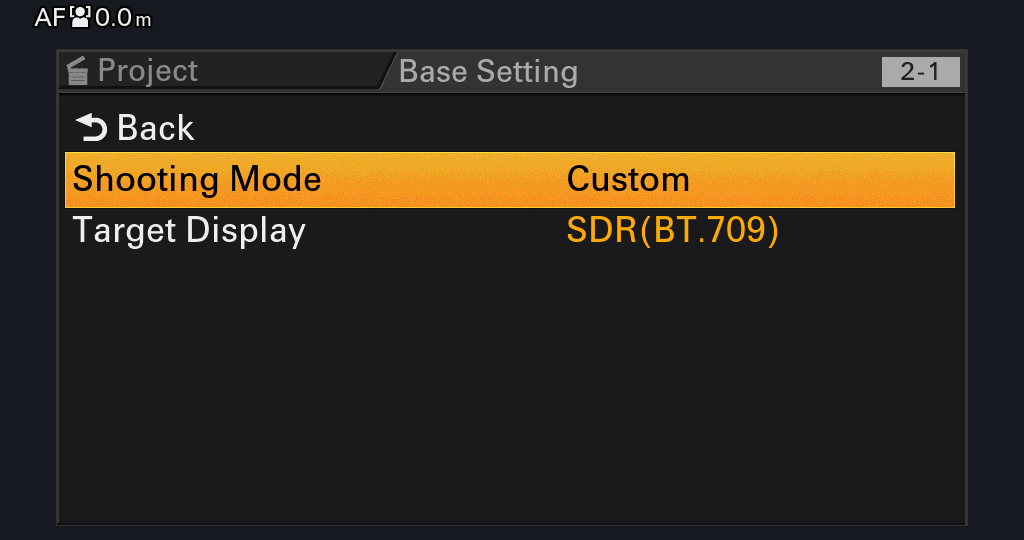 AF 0.0m
Project Base Setting 2-1
Back
Shooting Mode Custom
Target Display SDR(BT.709)